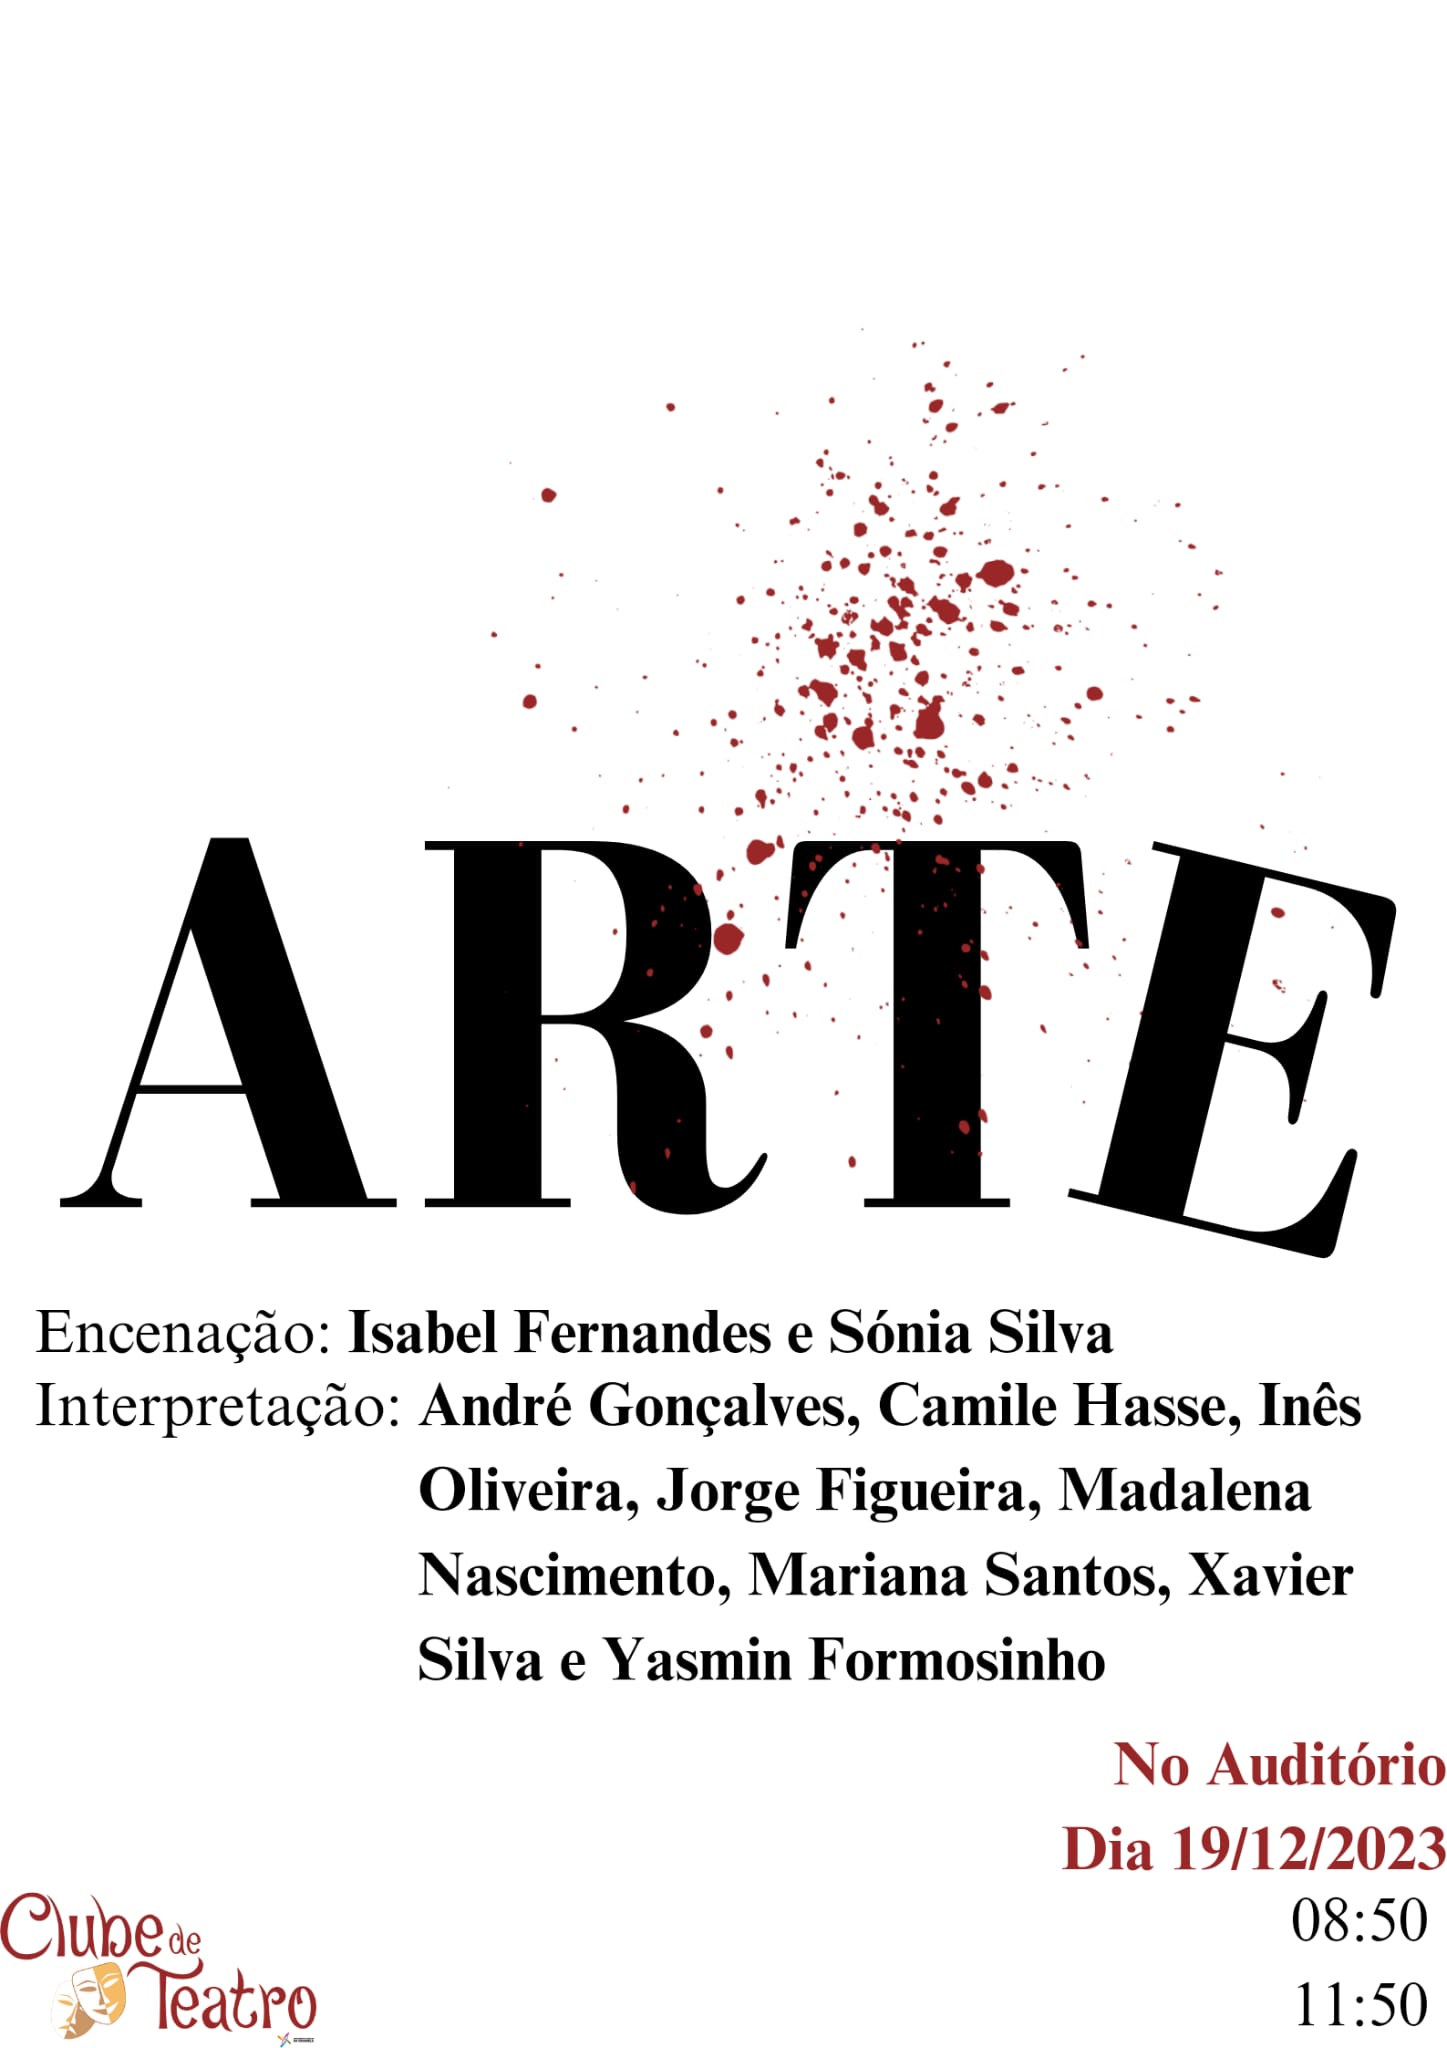 ARTE
Encenação: Isabel Fernandes e Sónia Silva
Interpretação: André Gonçalves, Camile Hasse, Inês
Oliveira, Jorge Figueira, Madalena
Nascimento, Mariana Santos, Xavier
Silva e Yasmin Formosinho
No Auditório
Dia 19/12/2023
08:50
11:50
Clube de
Teatro